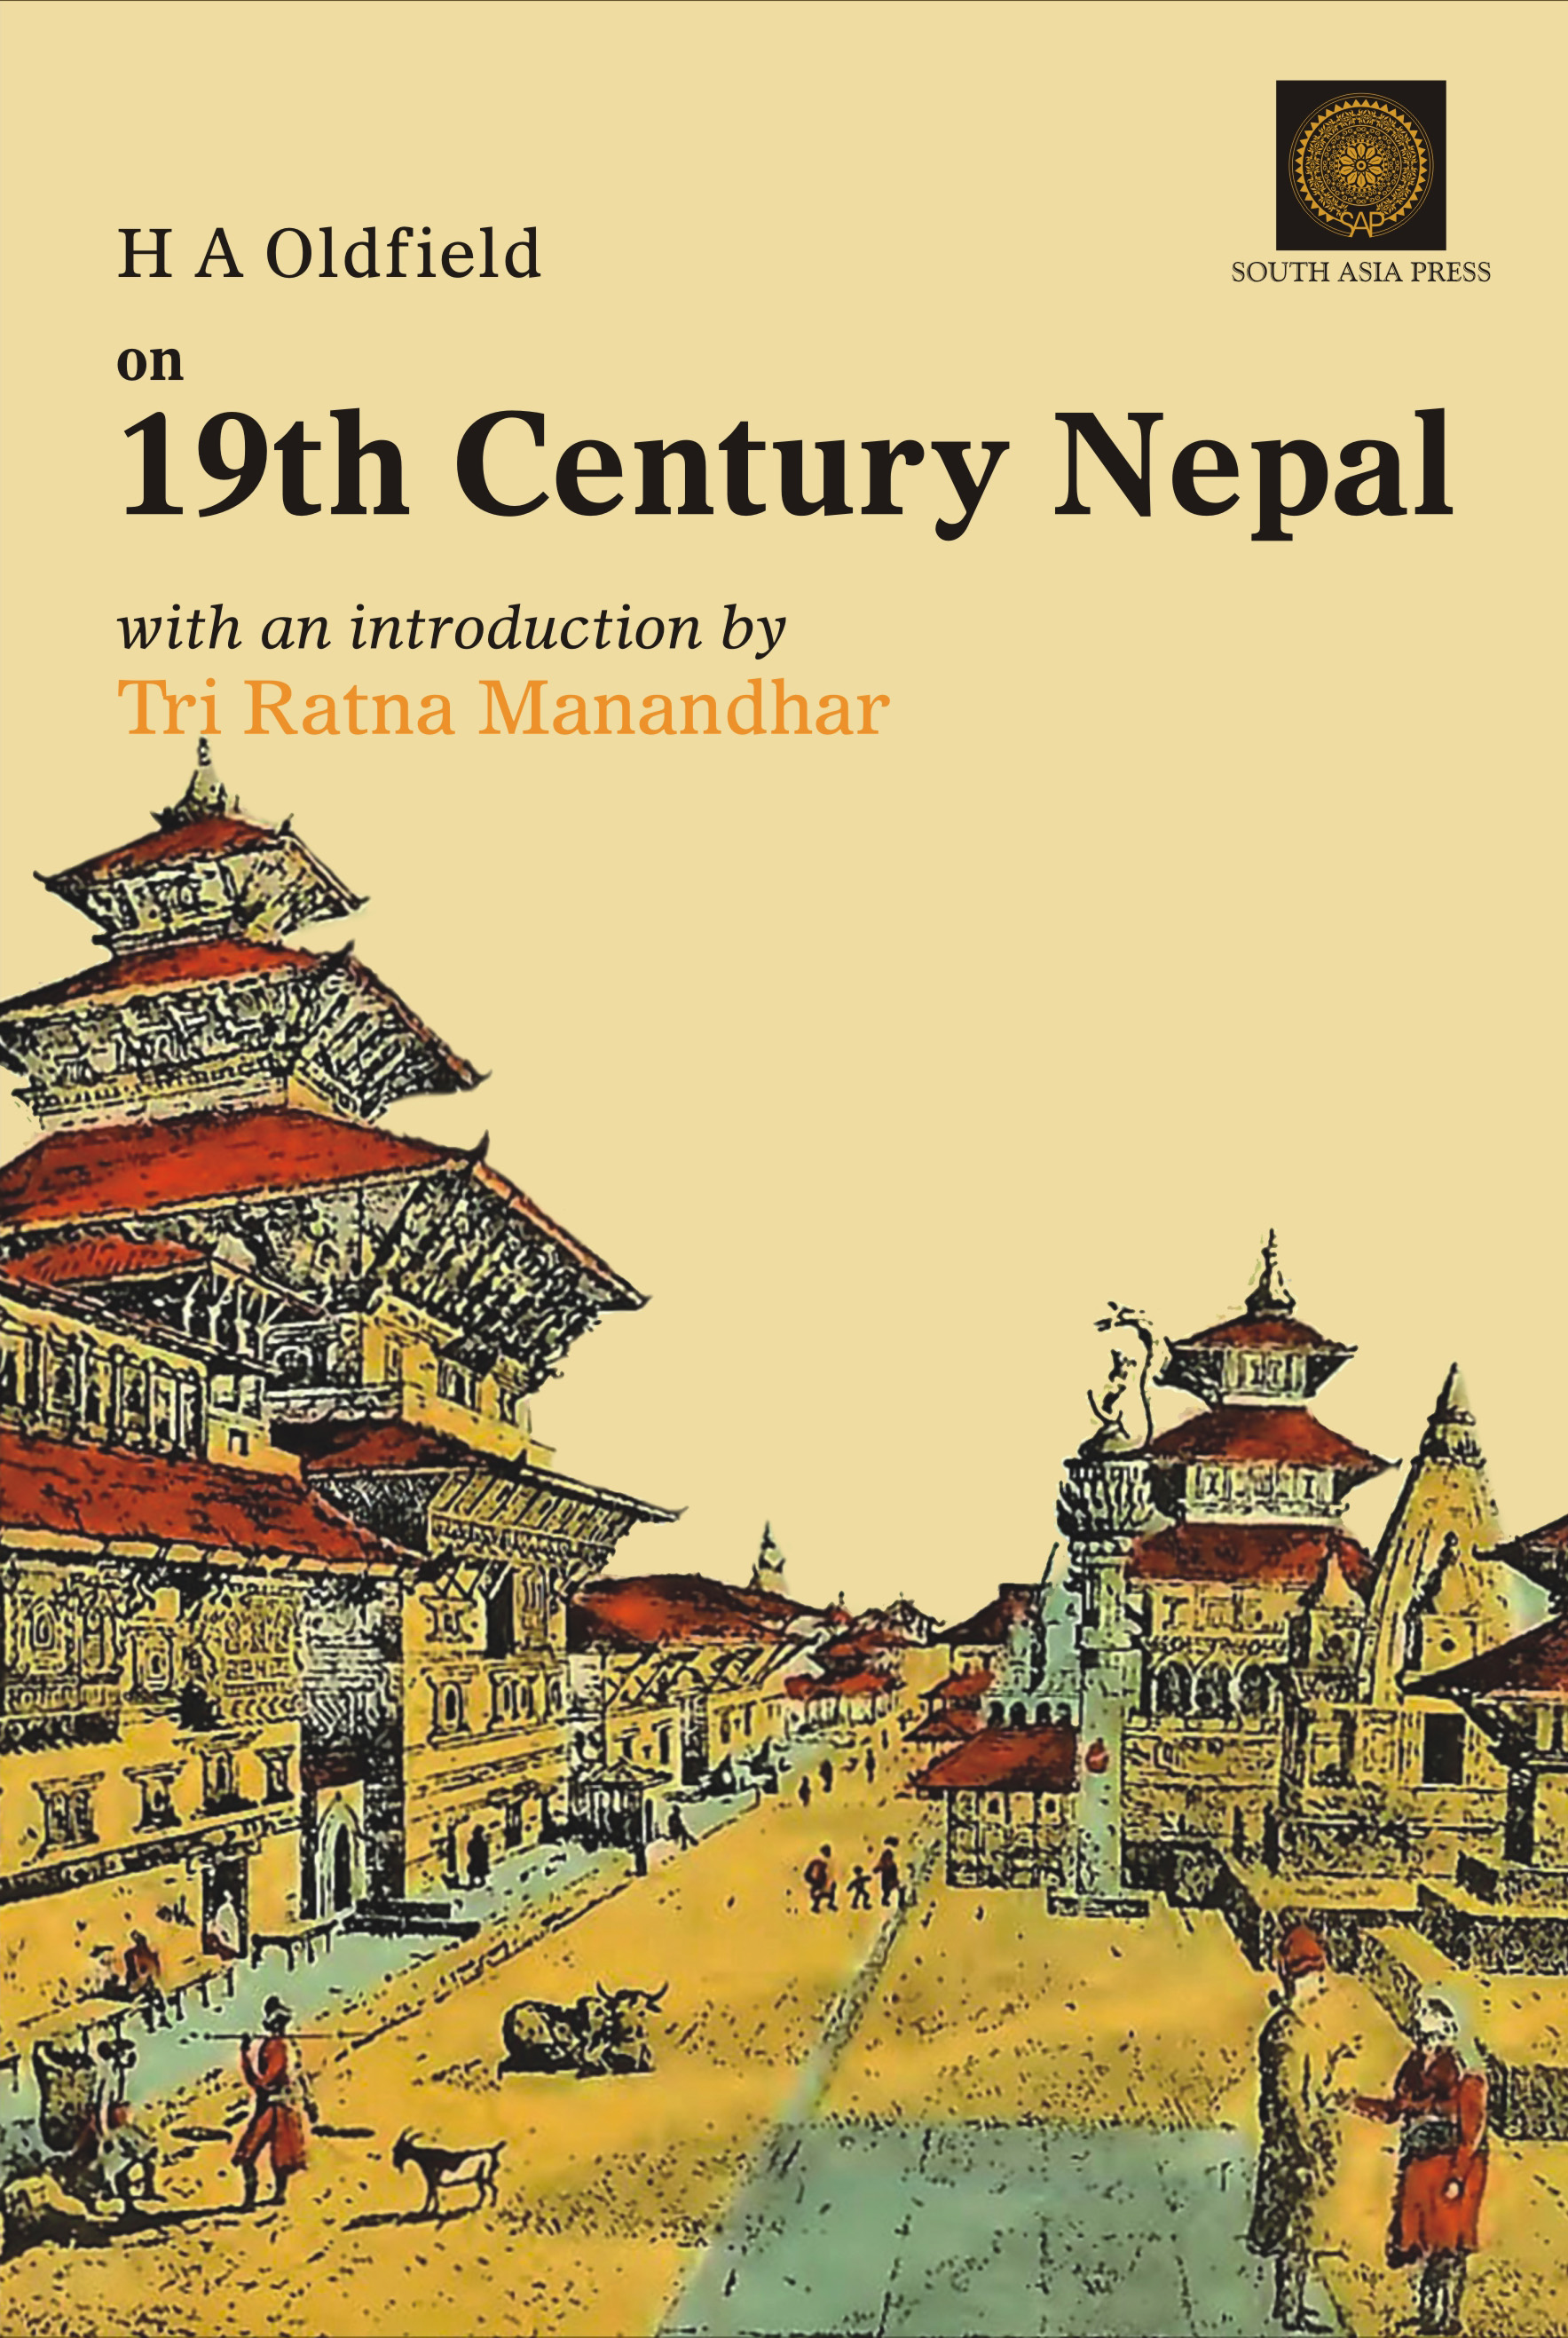 SAP
SOUTH ASIA PRESS
H A Oldfield
on
19th Century Nepal
with an introduction by
Tri Ratna Manandhar